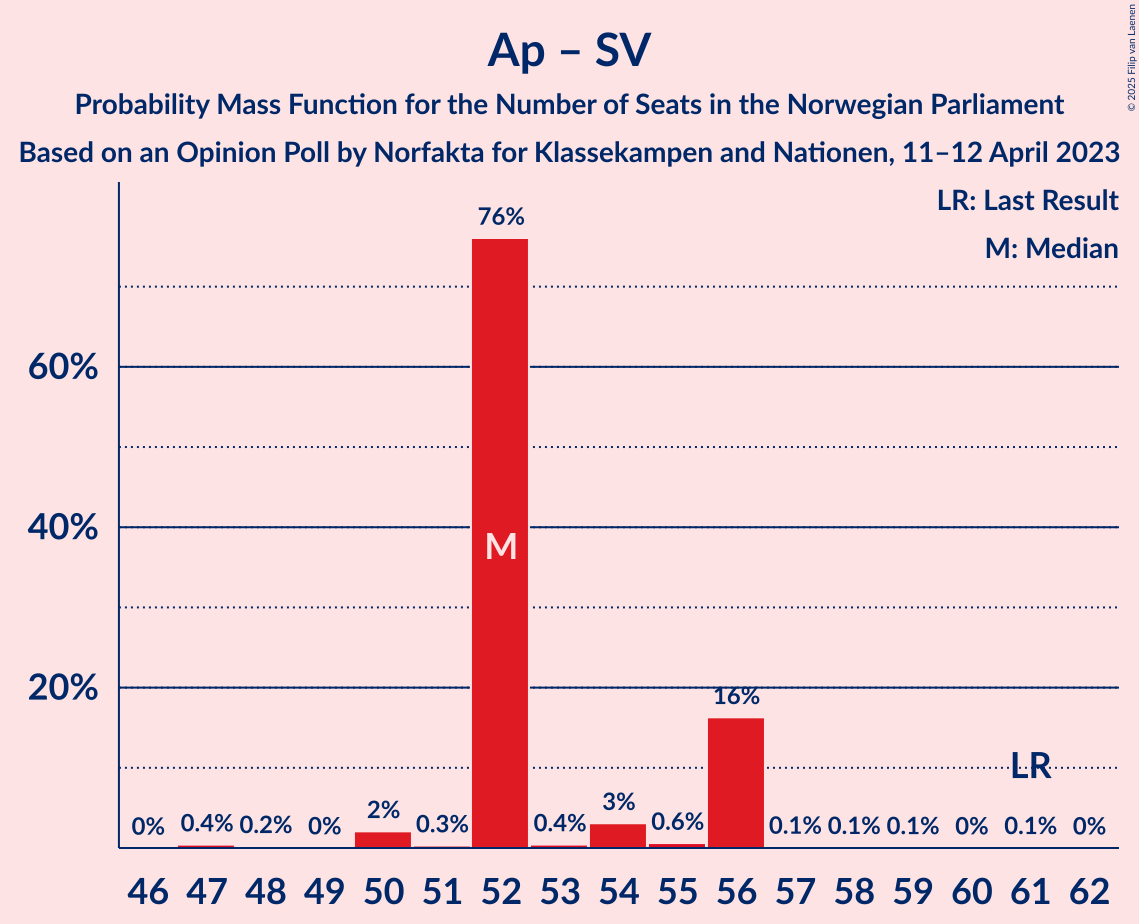 Ap – SV
Probability Mass Function for the Number of Seats in the Norwegian Parliament
Based on an Opinion Poll by Norfakta for Klassekampen and Nationen, 11–12 April 2023
© 2025 Filip van Laenen
LR: Last Result
M: Median
76%
60%
M
40%
20%
16%
LR
0% 0.4% 0.2% 0% 2% 0.3% 0.4% 3% 0.6% 0.1% 0.1% 0.1% 0% 0.1% 0%
46 47 48 49 50 51 52 53 54 55 56 57 58 59 60 61 62